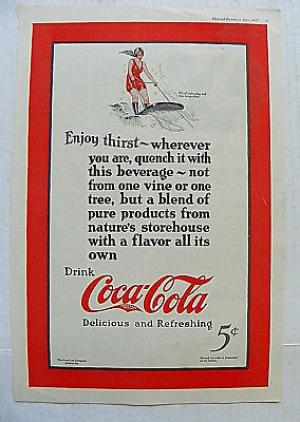 Enjoy thirst~wherever
you are, quench it with
this beverage~not
from one vine or one
tree, but a blend of
pure products from
nature's storehouse
with a flavor all its
own
Drink
Coca-Cola
Delicious and Refreshing
5¢